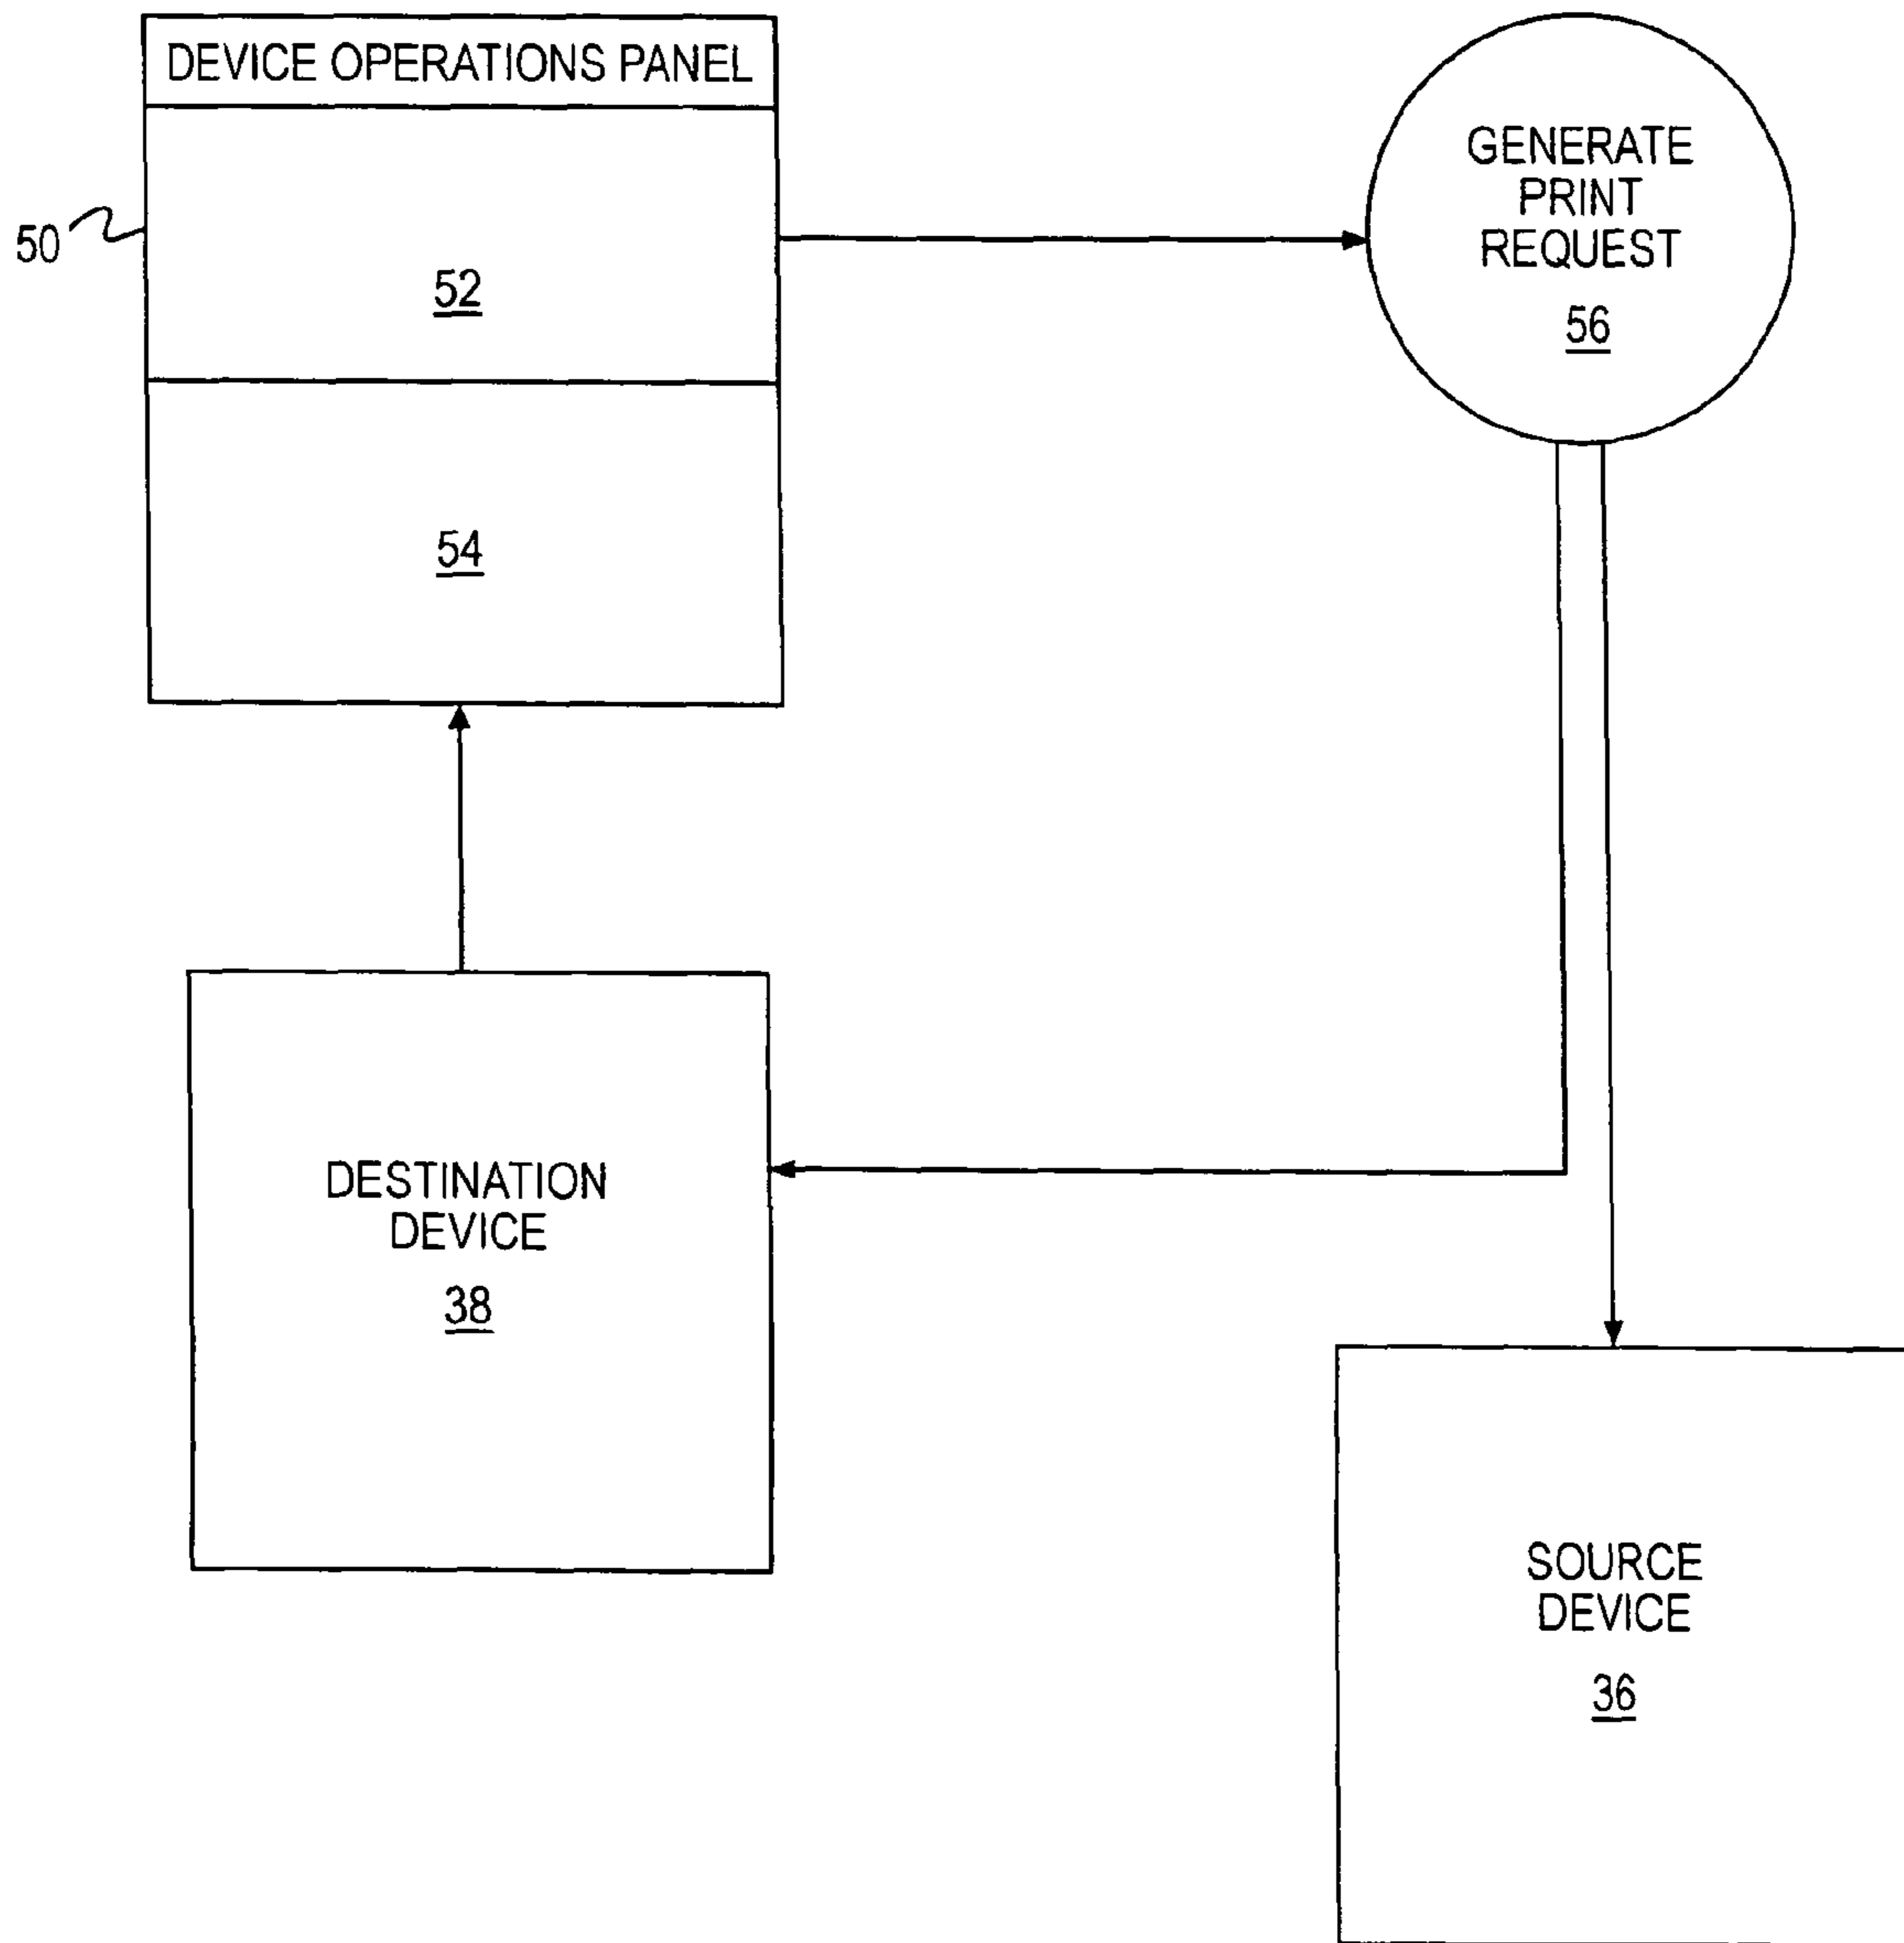 DEVICE OPERATIONS PANEL
50
52
54
GENERATE
PRINT
REQUEST
56
DESTINATION
DEVICE
38
SOURCE
DEVICE
36